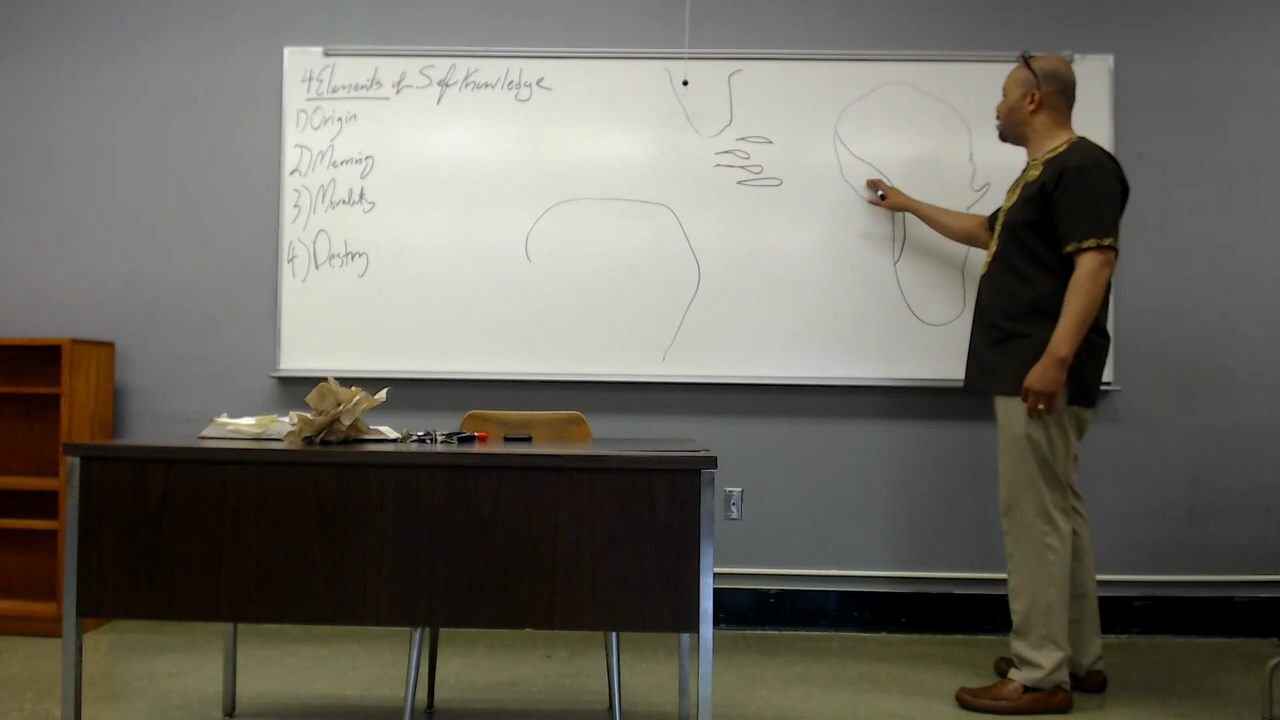 4 Elements of Self Knowledge
1) Origin
2) Meaning
3) Morality
4) Destiny